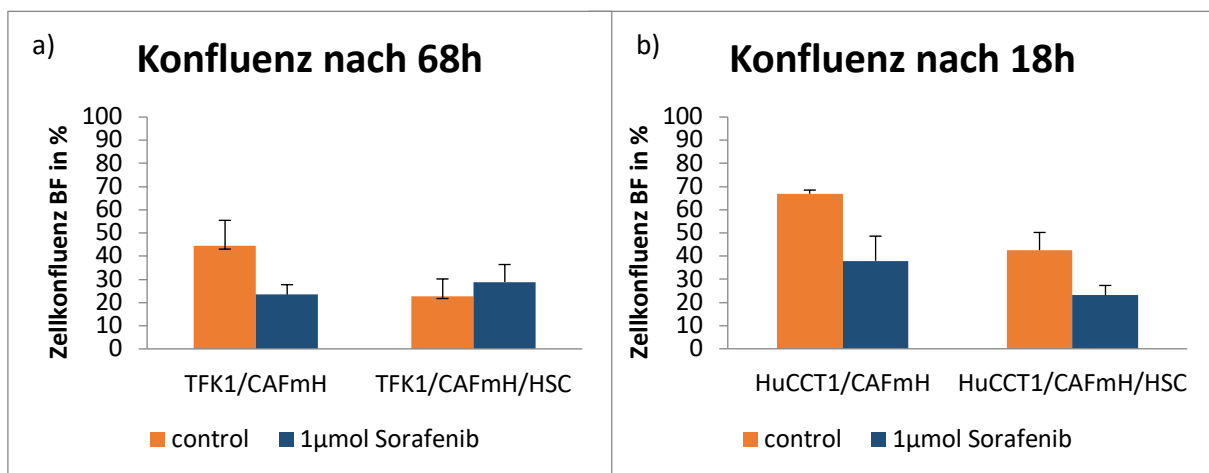 a)
Konfluenz nach 68h
Zellkonfluenz BF in %
100
90
80
70
60
50
40
30
20
10
0
TFK1/CAFmH
TFK1/CAFmH/HSC
control
1µmol Sorafenib
b)
Konfluenz nach 18h
Zellkonfluenz BF in %
100
90
80
70
60
50
40
30
20
10
0
HuCCT1/CAFmH
HuCCT1/CAFmH/HSC
control
1µmol Sorafenib